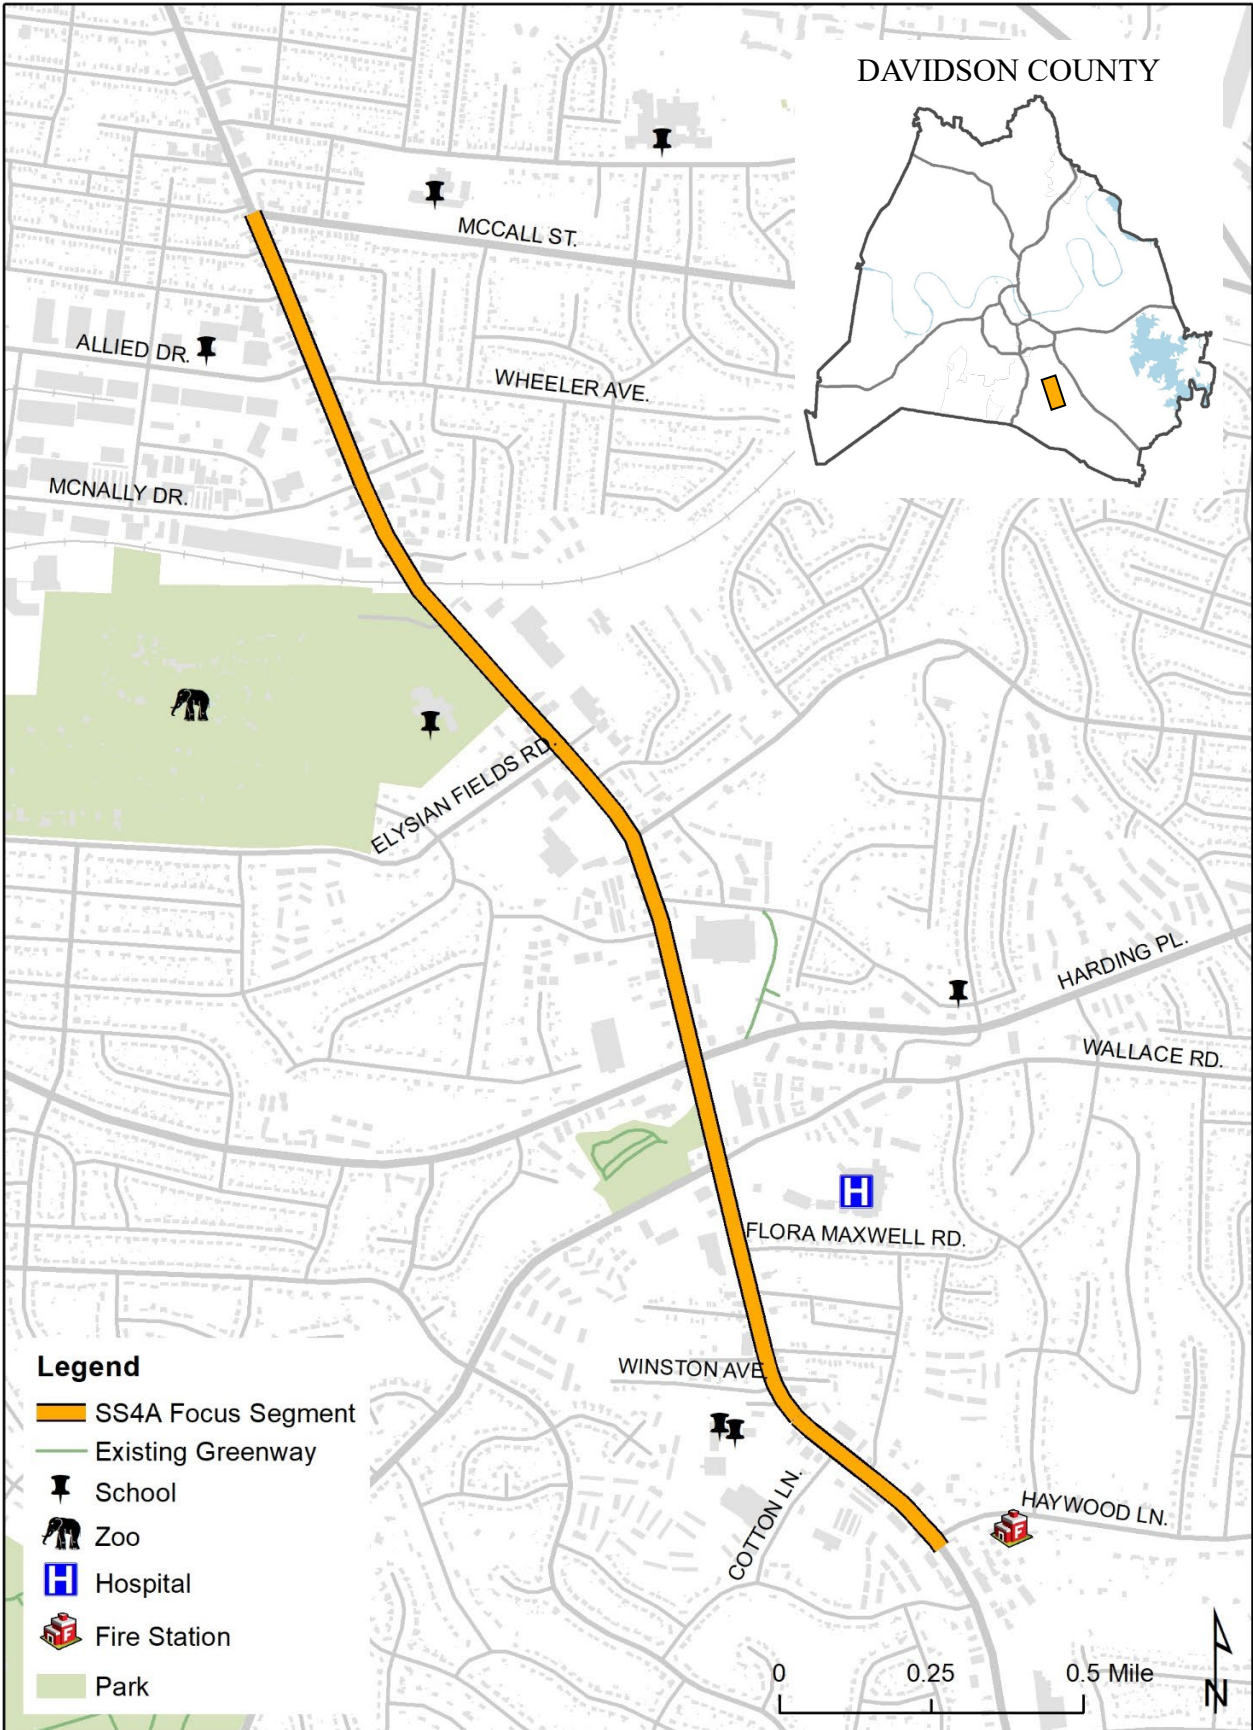 DAVIDSON COUNTY
MCCALL ST.
ALLIED DR.
WHEELER AVE.
MCNALLY DR.
ELYSIAN FIELDS RD.
HARDING PL.
WALLACE RD.
H
FLORA MAXWELL RD.
WINSTON AVE.
COTTON LN.
HAYWOOD LN.
F
Legend
SS4A Focus Segment
Existing Greenway
School
Zoo
H Hospital
F Fire Station
Park
0 0.25 0.5 Mile
N